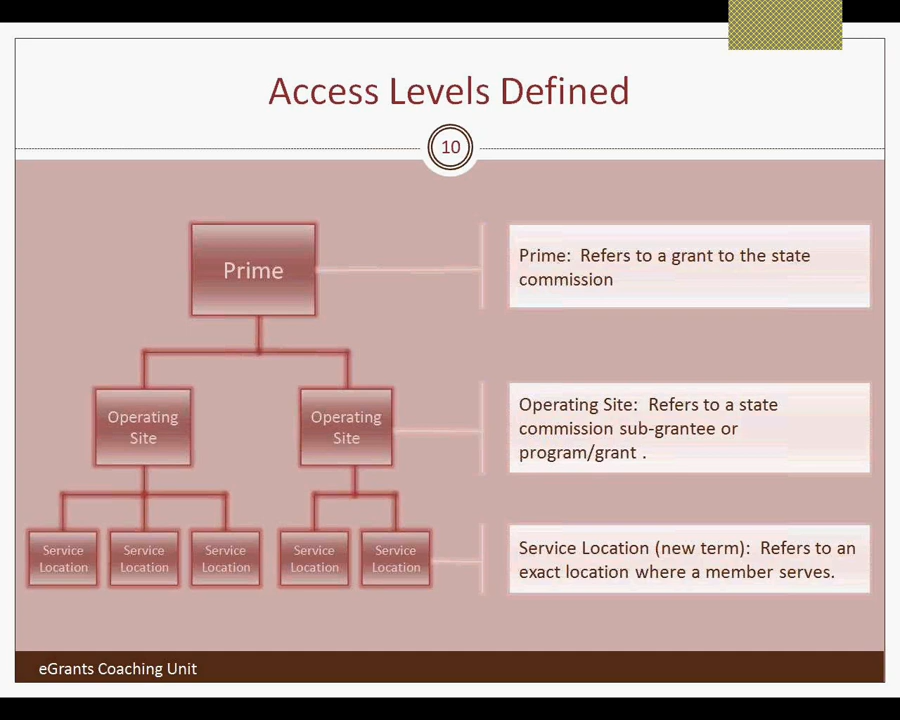 Access Levels Defined
10
Prime
Prime:  Refers to a grant to the state
commission
Operating
Site
Operating
Site
Operating Site:  Refers to a state
commission sub-grantee or
program/grant .
Service
Location
Service
Location
Service
Location
Service
Location
Service
Location
Service Location (new term):  Refers to an
exact location where a member serves.
eGrants Coaching Unit